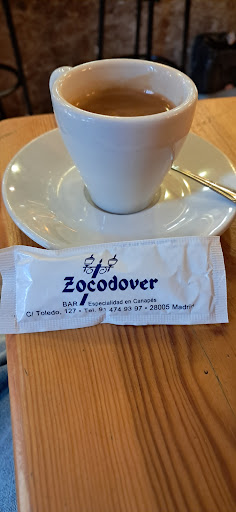 Zocodover
BAR Especialidad en Canapés
C/ Toledo, 127 • Tel. 91 474 93 97 • 28005 Madrid